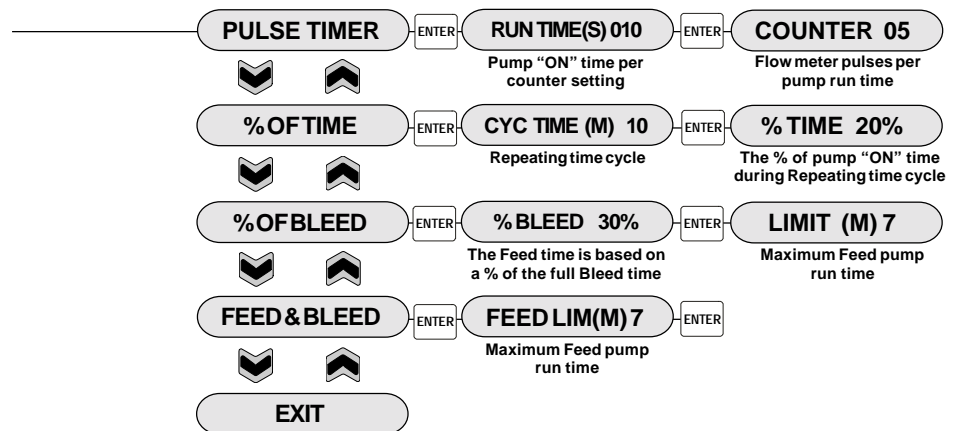 PULSE TIMER ENTER RUN TIME(S) 010 ENTER COUNTER 05
Pump “ON” time per
counter setting
Flow meter pulses per
pump run time
% OF TIME ENTER CYC TIME (M) 10 ENTER % TIME 20%
Repeating time cycle
The % of pump “ON” time
during Repeating time cycle
% OF BLEED ENTER % BLEED 30% ENTER LIMIT (M) 7
The Feed time is based on
a % of the full Bleed time
Maximum Feed pump
run time
FEED & BLEED ENTER FEED LIM(M) 7 ENTER
Maximum Feed pump
run time
EXIT